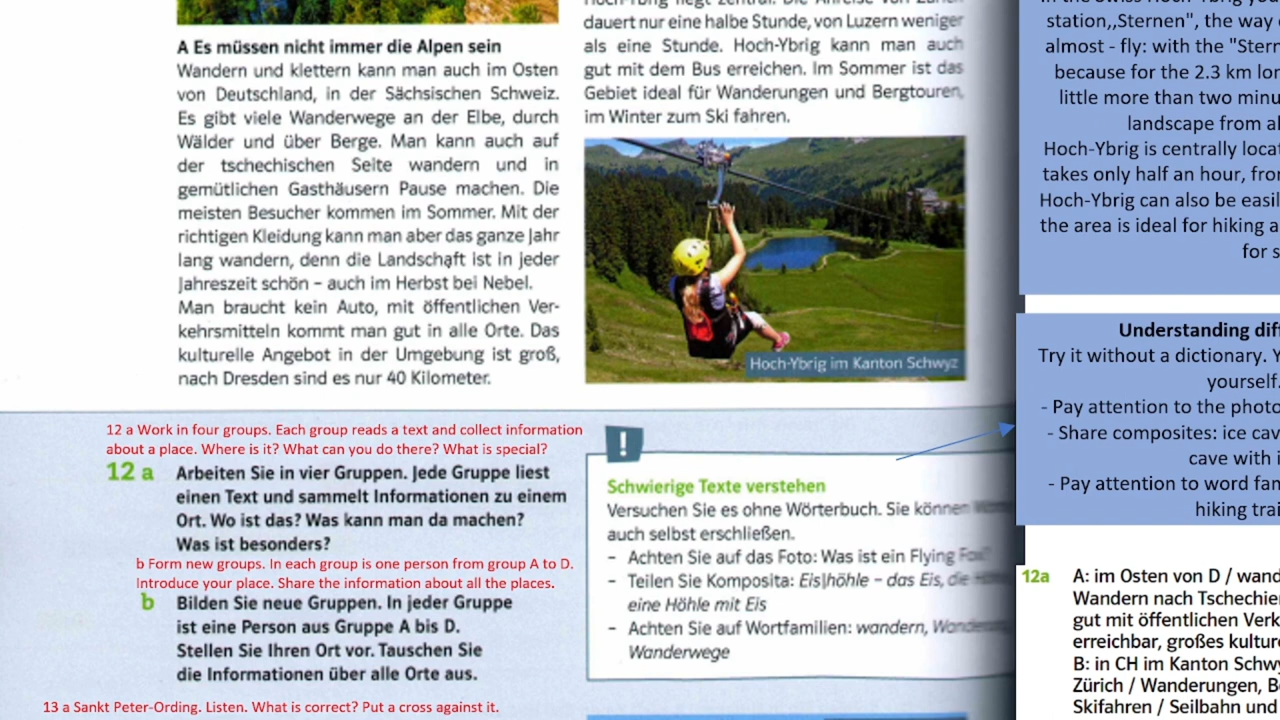 A Es müssen nicht immer die Alpen sein
Wandern und klettern kann man auch im Osten
von Deutschland, in der Sächsischen Schweiz.
Es gibt viele Wanderwege an der Elbe, durch
Wälder und über Berge. Man kann auch auf
der tschechischen Seite wandern und in
gemütlichen Gasthäusern Pause machen. Die
meisten Besucher kommen im Sommer. Mit der
richtigen Kleidung kann man aber das ganze Jahr
lang wandern, denn die Landschaft ist in jeder
Jahreszeit schön – auch im Herbst bei Nebel.
Man braucht kein Auto, mit öffentlichen Ver-
kehrsmitteln kommt man gut in alle Orte. Das
kulturelle Angebot in der Umgebung ist groß,
nach Dresden sind es nur 40 Kilometer.
dauert nur eine halbe Stunde, von Luzern weniger
als eine Stunde. Hoch-Ybrig kann man auch
gut mit dem Bus erreichen. Im Sommer ist das
Gebiet ideal für Wanderungen und Bergtouren,
im Winter zum Ski fahren.
Hoch-Ybrig im Kanton Schwyz
12 a Work in four groups. Each group reads a text and collect information
about a place. Where is it? What can you do there? What is special?
12 a Arbeiten Sie in vier Gruppen. Jede Gruppe liest
einen Text und sammelt Informationen zu einem
Ort. Wo ist das? Was kann man da machen?
Was ist besonders?
b Form new groups. In each group is one person from group A to D.
Introduce your place. Share the information about all the places.
b Bilden Sie neue Gruppen. In jeder Gruppe
ist eine Person aus Gruppe A bis D.
Stellen Sie Ihren Ort vor. Tauschen Sie
die Informationen über alle Orte aus.
13 a Sankt Peter-Ording. Listen. What is correct? Put a cross against it.
!
Schwierige Texte verstehen
Versuchen Sie es ohne Wörterbuch. Sie können
auch selbst erschließen.
– Achten Sie auf das Foto: Was ist ein Flying
– Teilen Sie Komposita: Eis|höhle – das Eis, die
eine Höhle mit Eis
– Achten Sie auf Wortfamilien: wandern,
Wanderwege
station,,Sternen", the way
almost - fly: with the "Stern
because for the 2.3 km lon
little more than two minu
landscape from al
Hoch-Ybrig is centrally locat
takes only half an hour, fro
Hoch-Ybrig can also be easil
the area is ideal for hiking a
for s
Understanding diff
Try it without a dictionary. Y
yourself.
- Pay attention to the photo
- Share composites: ice cav
cave with i
- Pay attention to word fam
hiking trai
12a A: im Osten von D / wand
Wandern nach Tschechien
gut mit öffentlichen Verk
erreichbar, großes kulture
B: in CH im Kanton Schwy
Zürich / Wanderungen, Be
Skifahren / Seilbahn und